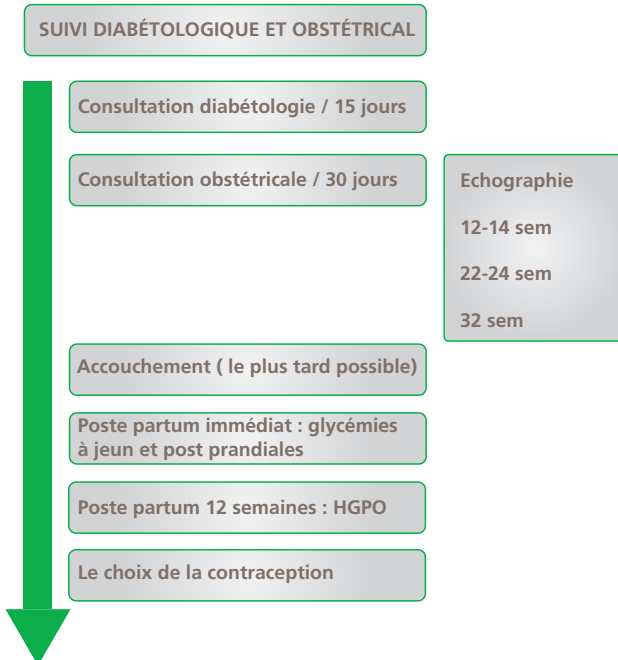 SUIVI DIABÉTOLOGIQUE ET OBSTÉTRICAL
Consultation diabétologie / 15 jours
Consultation obstétricale / 30 jours
Echographie
12-14 sem
22-24 sem
32 sem
Accouchement ( le plus tard possible)
Poste partum immédiat : glycémies
à jeun et post prandiales
Poste partum 12 semaines : HGPO
Le choix de la contraception